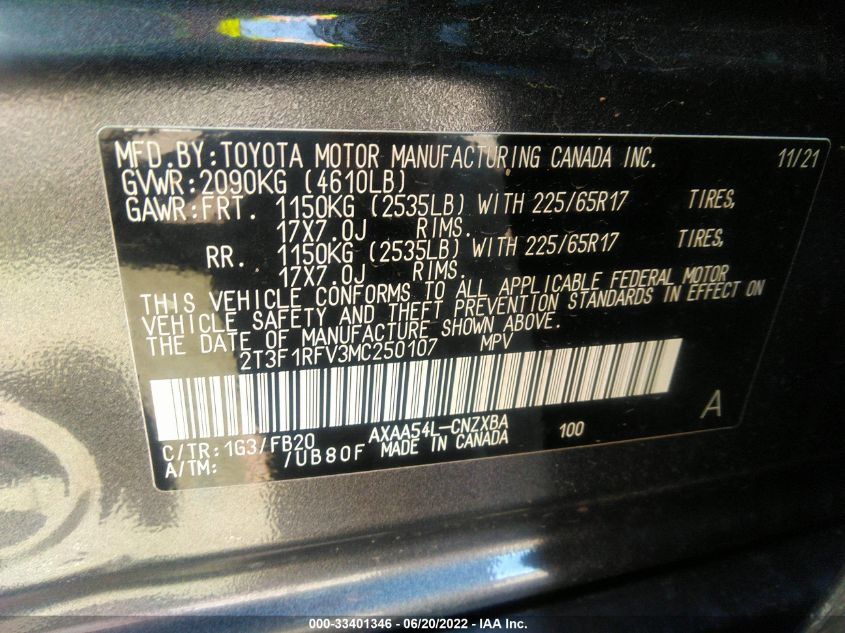 MFD.BY:TOYOTA MOTOR MANUFACTURING CANADA INC. 11/21
GVWR:2090KG (4610LB)
GAWR:FRT. 1150KG (2535LB) WITH 225/65R17 TIRES,
17X7.0J RIMS.
RR. 1150KG (2535LB) WITH 225/65R17 TIRES,
17X7.0J RIMS.
THIS VEHICLE CONFORMS TO ALL APPLICABLE FEDERAL MOTOR
VEHICLE SAFETY AND THEFT PREVENTION STANDARDS IN EFFECT ON
THE DATE OF MANUFACTURE SHOWN ABOVE.
2T3F1RFV3MC250107 MPV
A
C/TR:1G3/FB20 AXAA54L-CNZXBA 100
A/TM: /UB80F MADE IN CANADA
000-33401346 — 06/20/2022 — IAA Inc.